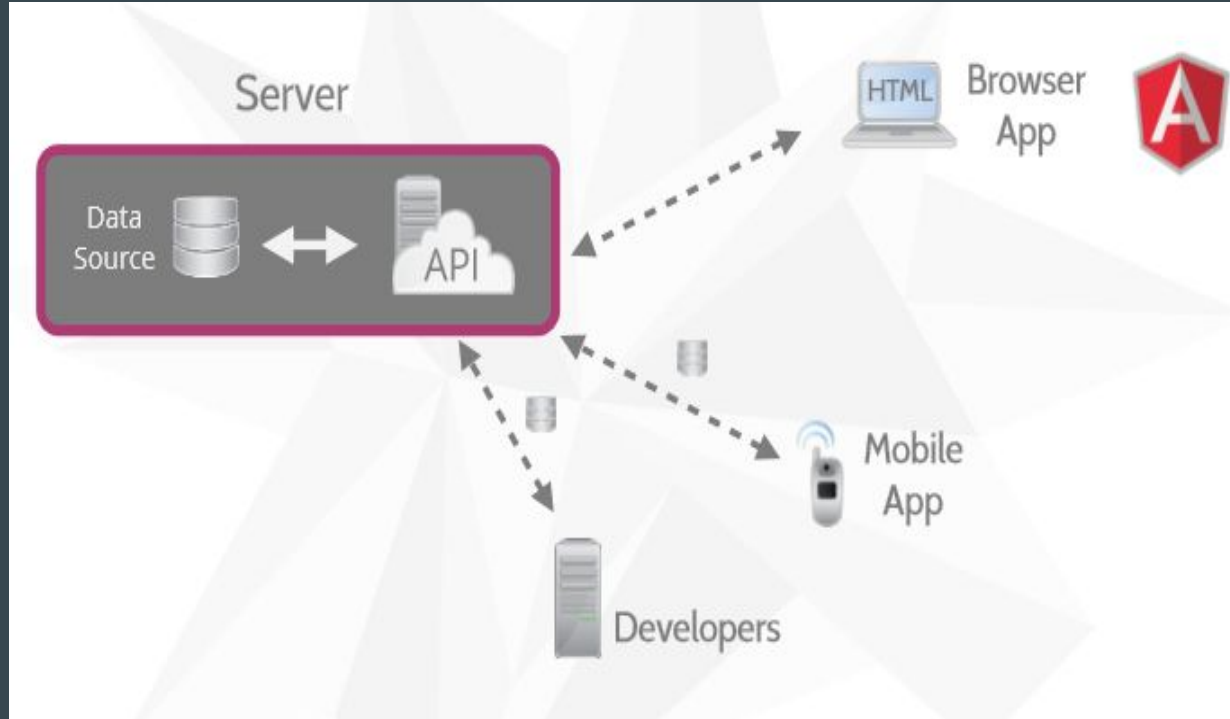 Server
Data
Source
API
HTML
Browser
App
A
Mobile
App
Developers